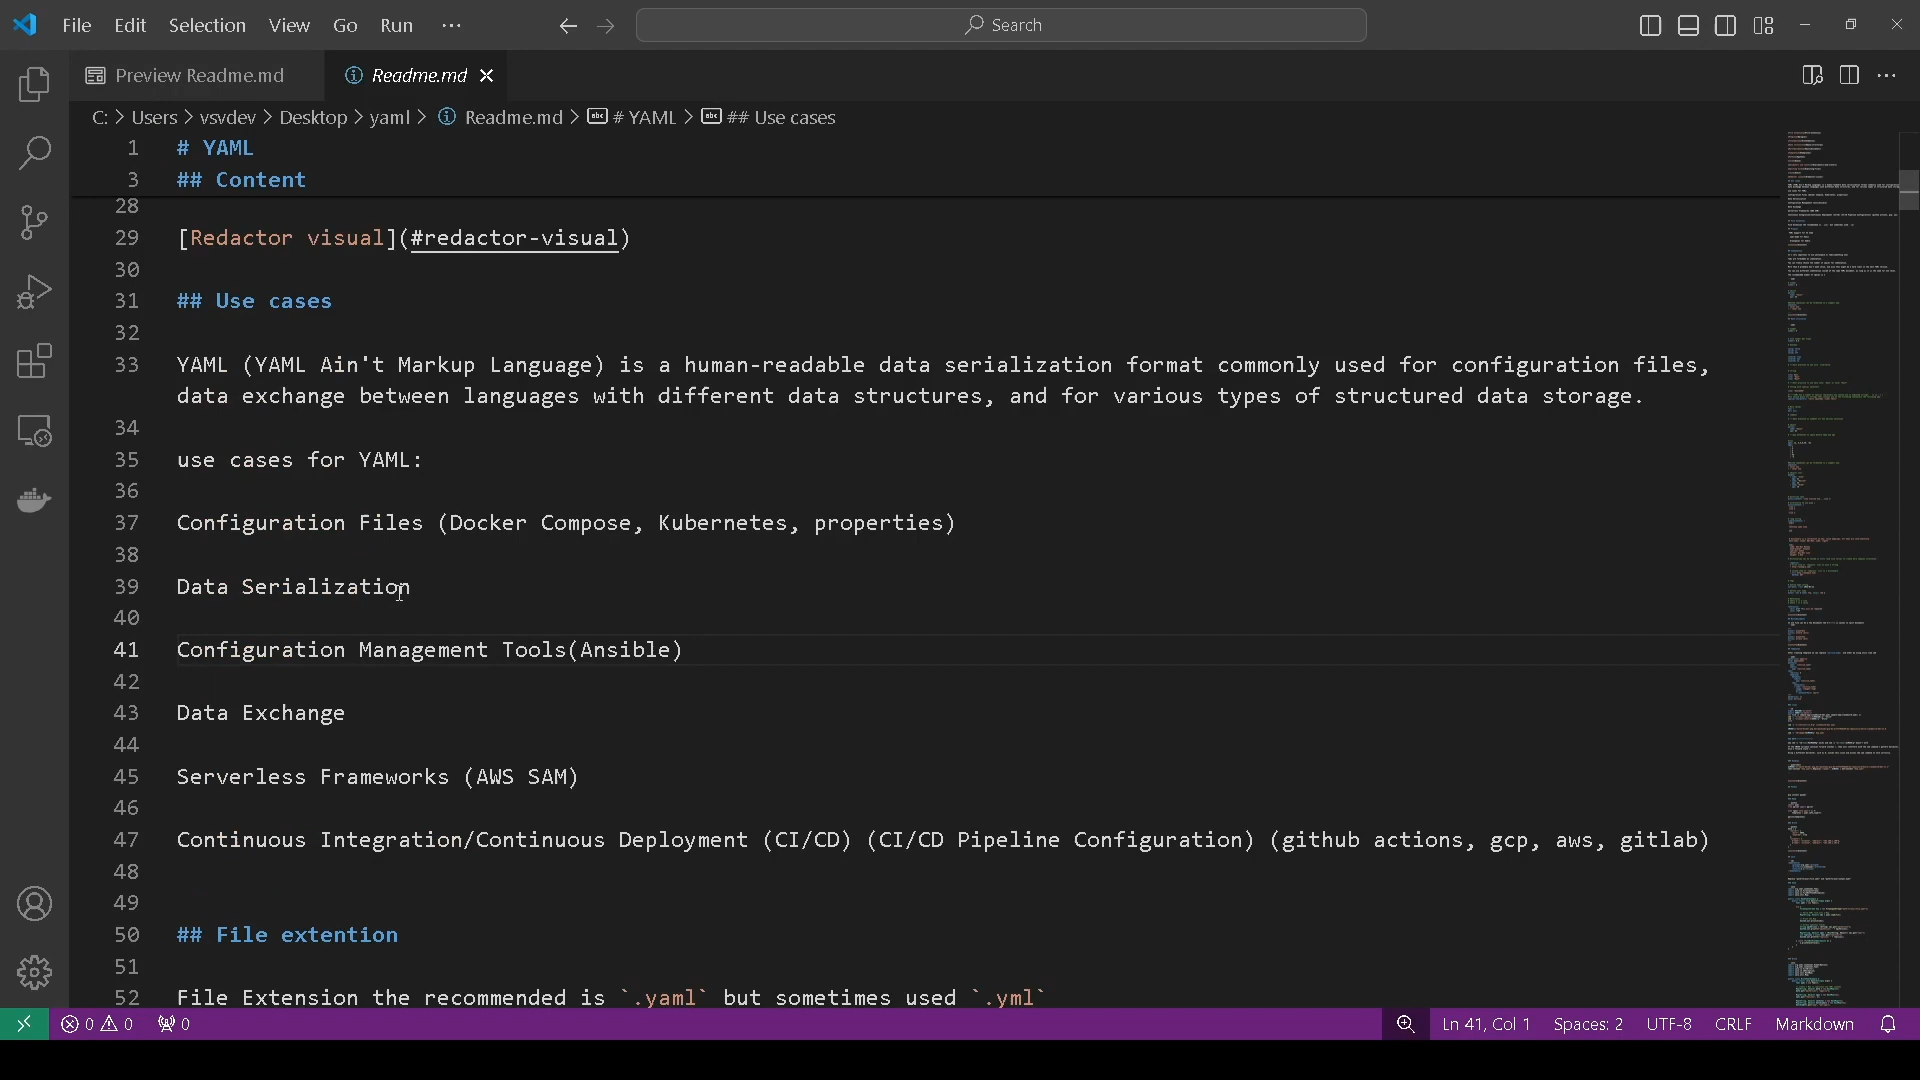 File Edit Selection View Go Run ··· Search
Preview Readme.md Readme.md
C: > Users > vsvdev > Desktop > yaml > Readme.md > # YAML > ## Use cases
1 # YAML
3 ## Content
28
29 [Redactor visual](#redactor-visual)
30
31 ## Use cases
32
33 YAML (YAML Ain't Markup Language) is a human-readable data serialization format commonly used for configuration files,
data exchange between languages with different data structures, and for various types of structured data storage.
34
35 use cases for YAML:
36
37 Configuration Files (Docker Compose, Kubernetes, properties)
38
39 Data Serialization
40
41 Configuration Management Tools(Ansible)
42
43 Data Exchange
44
45 Serverless Frameworks (AWS SAM)
46
47 Continuous Integration/Continuous Deployment (CI/CD) (CI/CD Pipeline Configuration) (github actions, gcp, aws, gitlab)
48
49
50 ## File extention
51
52 File Extension the recommended is `.yaml` but sometimes used `.yml`
0 0 0 Ln 41, Col 1 Spaces: 2 UTF-8 CRLF Markdown